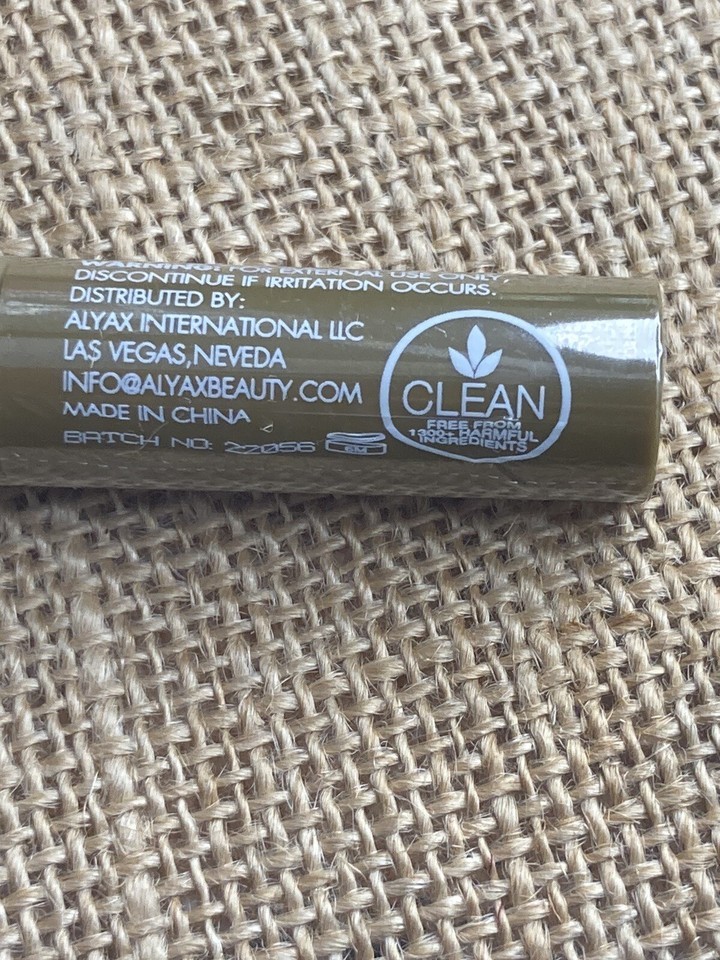 WARNING! FOR EXTERNAL USE ONLY,
DISCONTINUE IF IRRITATION OCCURS.
DISTRIBUTED BY:
ALYAX INTERNATIONAL LLC
LAS VEGAS,NEVEDA
INFO@ALYAXBEAUTY.COM
MADE IN CHINA
BATCH NO: 22056
6M
CLEAN
FREE FROM
1300+ HARMFUL
INGREDIENTS